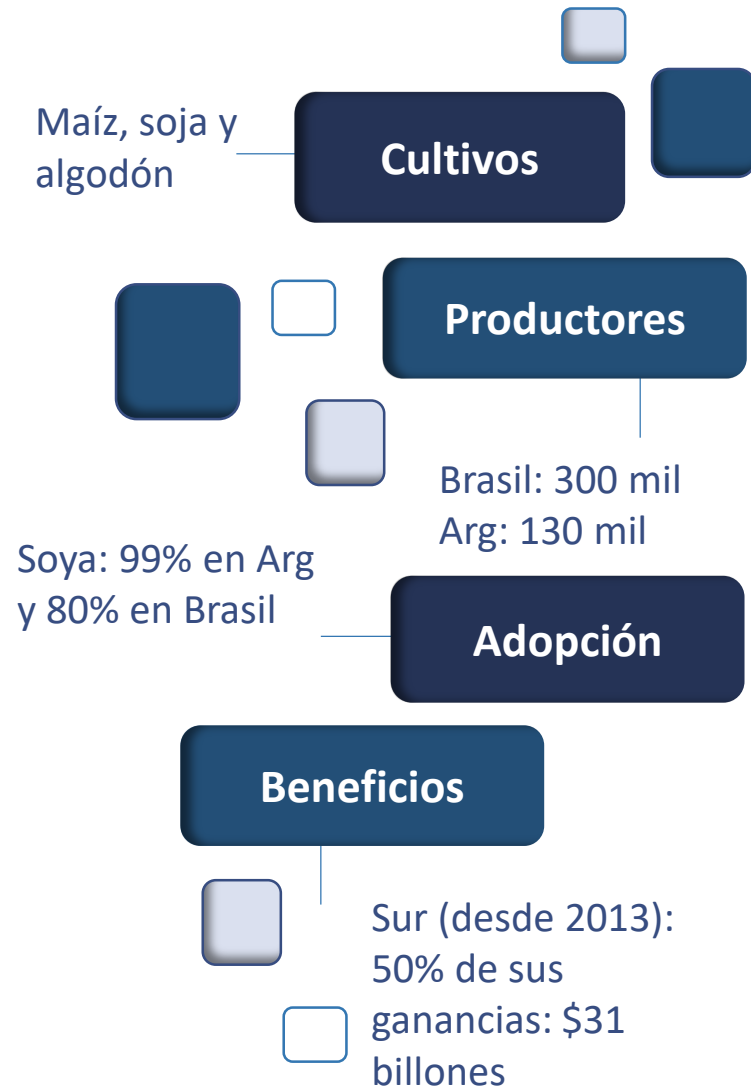 Maíz, soja y
algodón
Cultivos
Productores
Brasil: 300 mil
Arg: 130 mil
Soya: 99% en Arg
y 80% en Brasil
Adopción
Beneficios
Sur (desde 2013):
50% de sus
ganancias: $31
billones